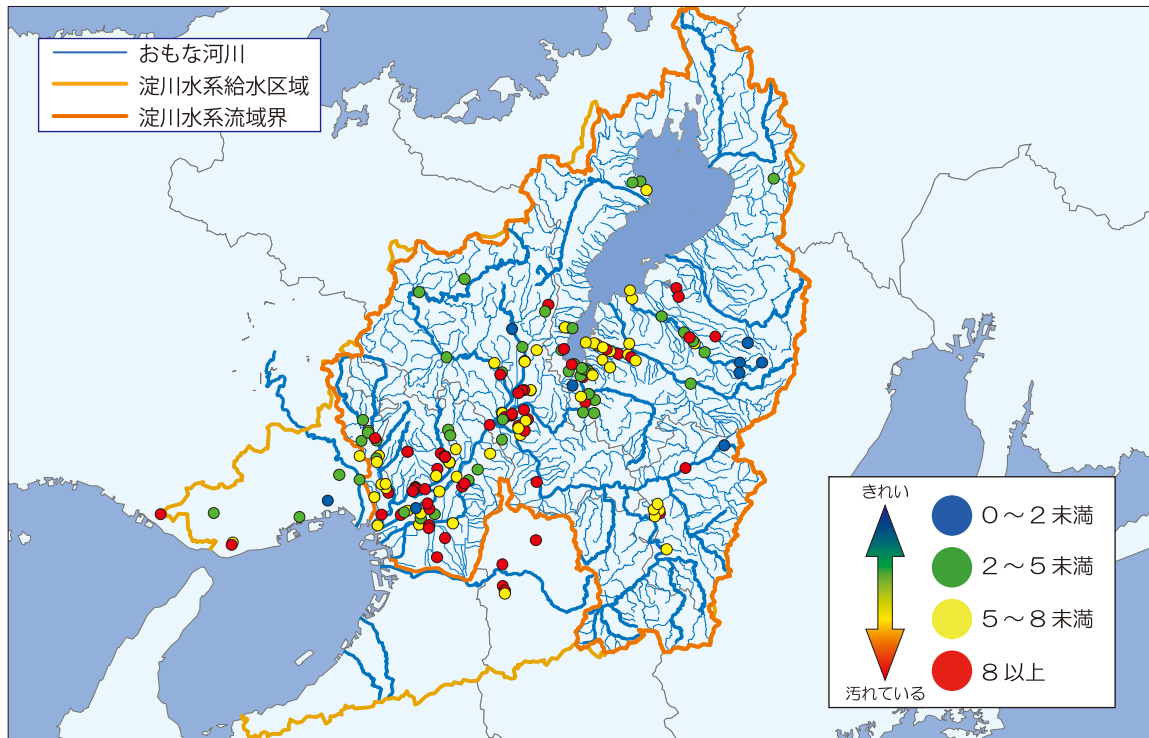 おもな河川
淀川水系給水区域
淀川水系流域界
きれい
汚れている
0～2未満
2～5未満
5～8未満
8以上